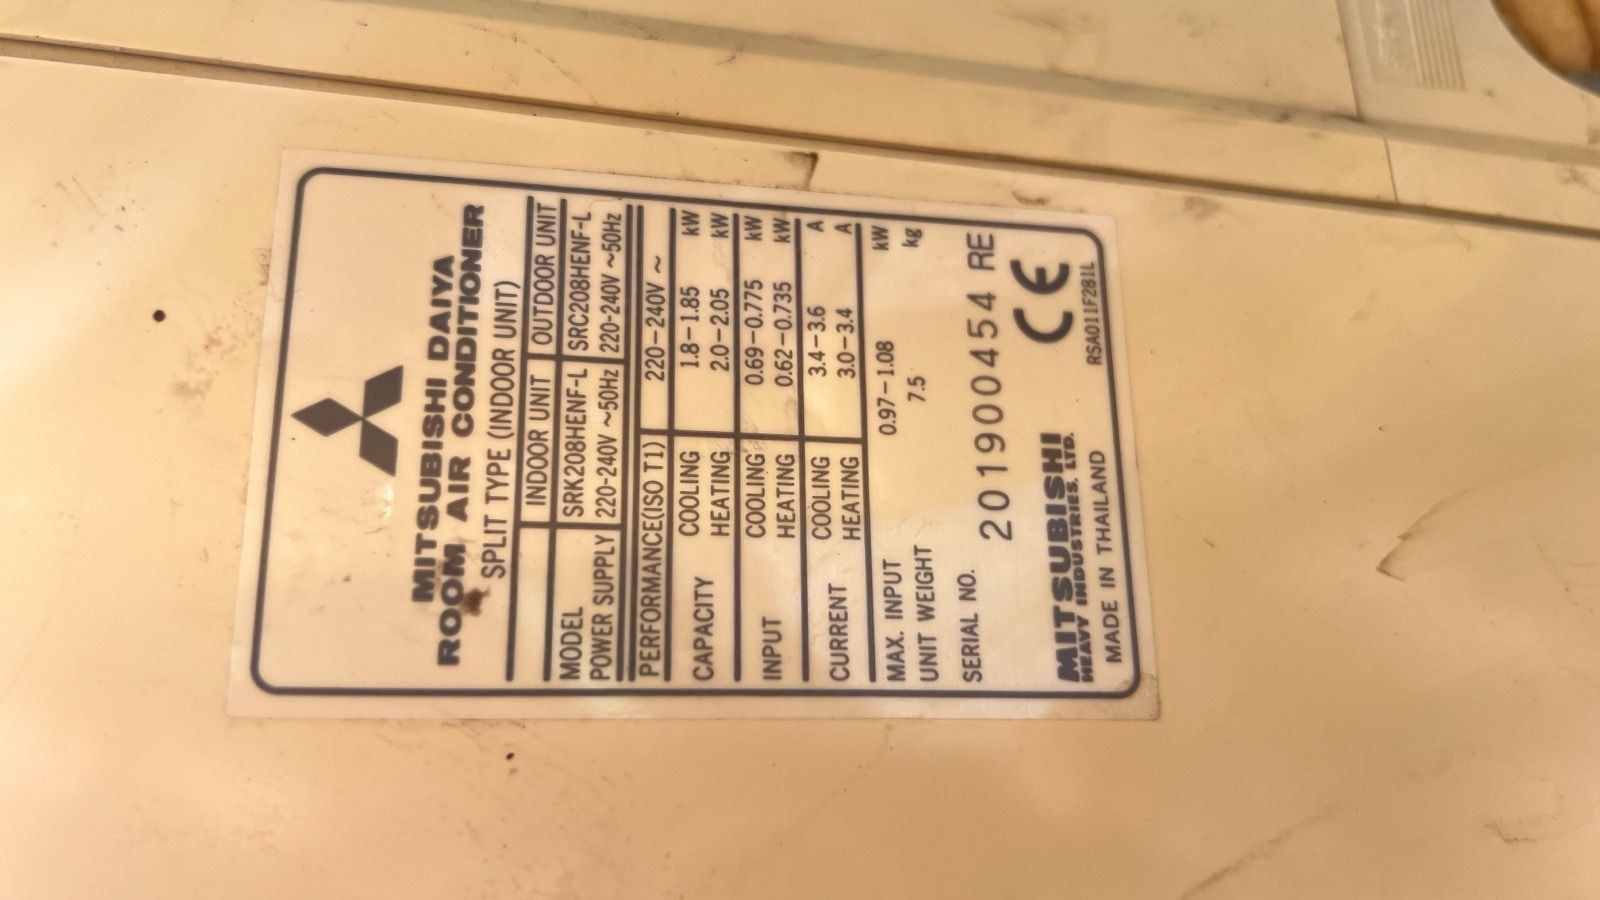 MITSUBISHI DAIYA
ROOM AIR CONDITIONER
SPLIT TYPE (INDOOR UNIT)
INDOOR UNIT OUTDOOR UNIT
MODEL SRK208HENF-L SRC208HENF-L
POWER SUPPLY 220-240V ~50Hz 220-240V ~50Hz
PERFORMANCE(ISO T1) 220-240V ~
CAPACITY COOLING 1.8-1.85 kW
HEATING 2.0-2.05 kW
INPUT COOLING 0.69-0.775 kW
HEATING 0.62-0.735 kW
CURRENT COOLING 3.4-3.6 A
HEATING 3.0-3.4 A
MAX. INPUT 0.97-1.08 kW
UNIT WEIGHT 7.5 kg
SERIAL NO. 201900454 RE
MITSUBISHI CE
HEAVY INDUSTRIES, LTD.
MADE IN THAILAND RSA011F281L